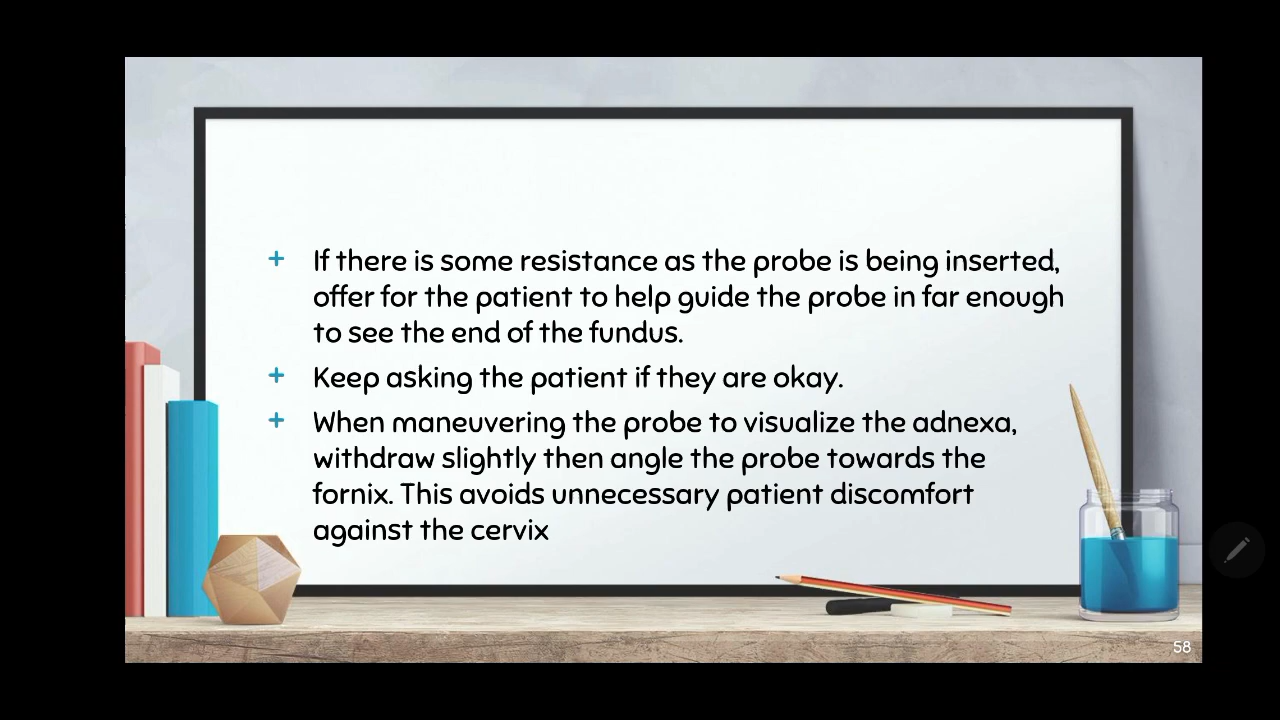 + If there is some resistance as the probe is being inserted,
offer for the patient to help guide the probe in far enough
to see the end of the fundus.
+ Keep asking the patient if they are okay.
+ When maneuvering the probe to visualize the adnexa,
withdraw slightly then angle the probe towards the
fornix. This avoids unnecessary patient discomfort
against the cervix
58